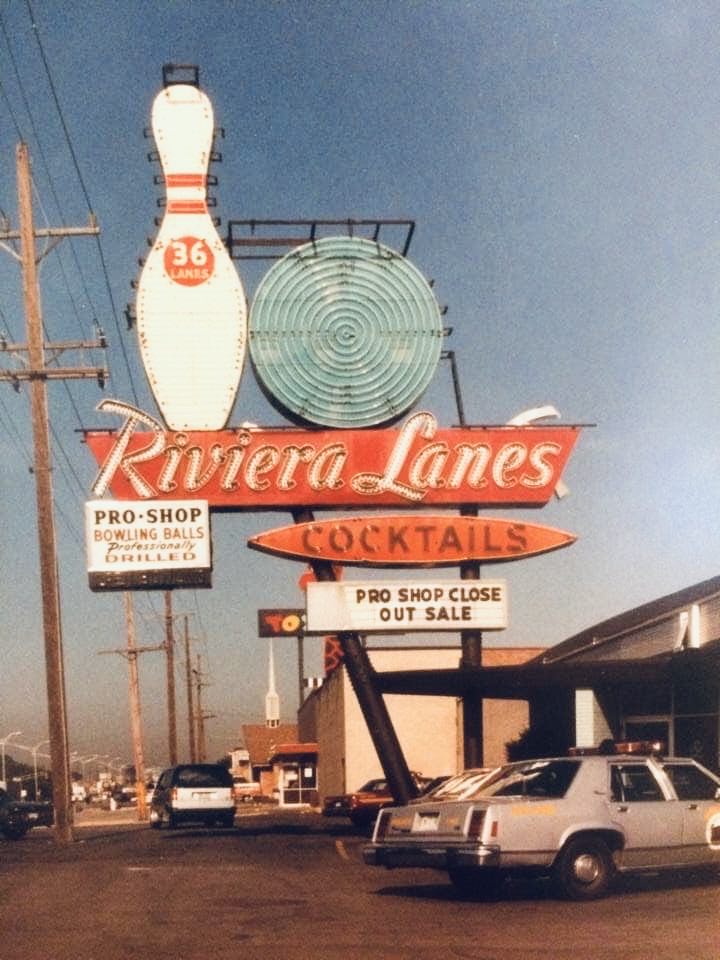 36
LANES
Riviera Lanes
PRO·SHOP
BOWLING BALLS
Professionally
DRILLED
COCKTAILS
PRO SHOP CLOSE
OUT SALE